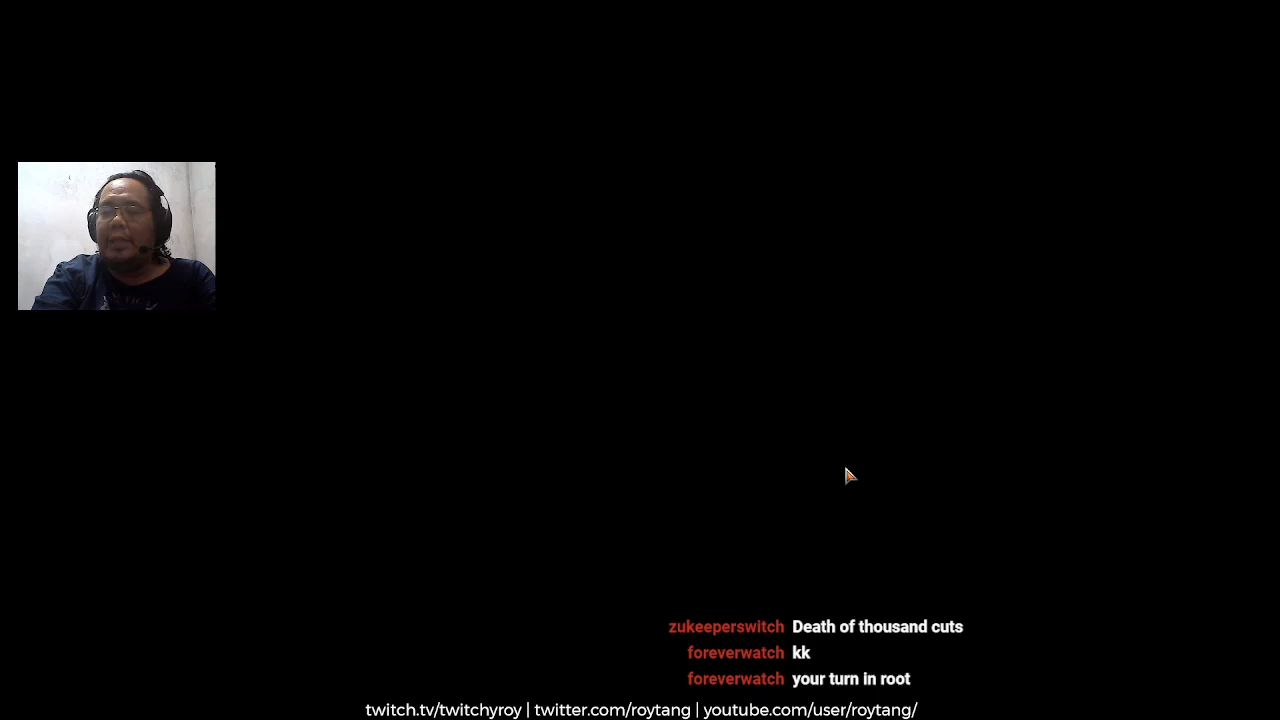 zukeeperswitch Death of thousand cuts
foreverwatch kk
foreverwatch your turn in root
twitch.tv/twitchyroy | twitter.com/roytang | youtube.com/user/roytang/